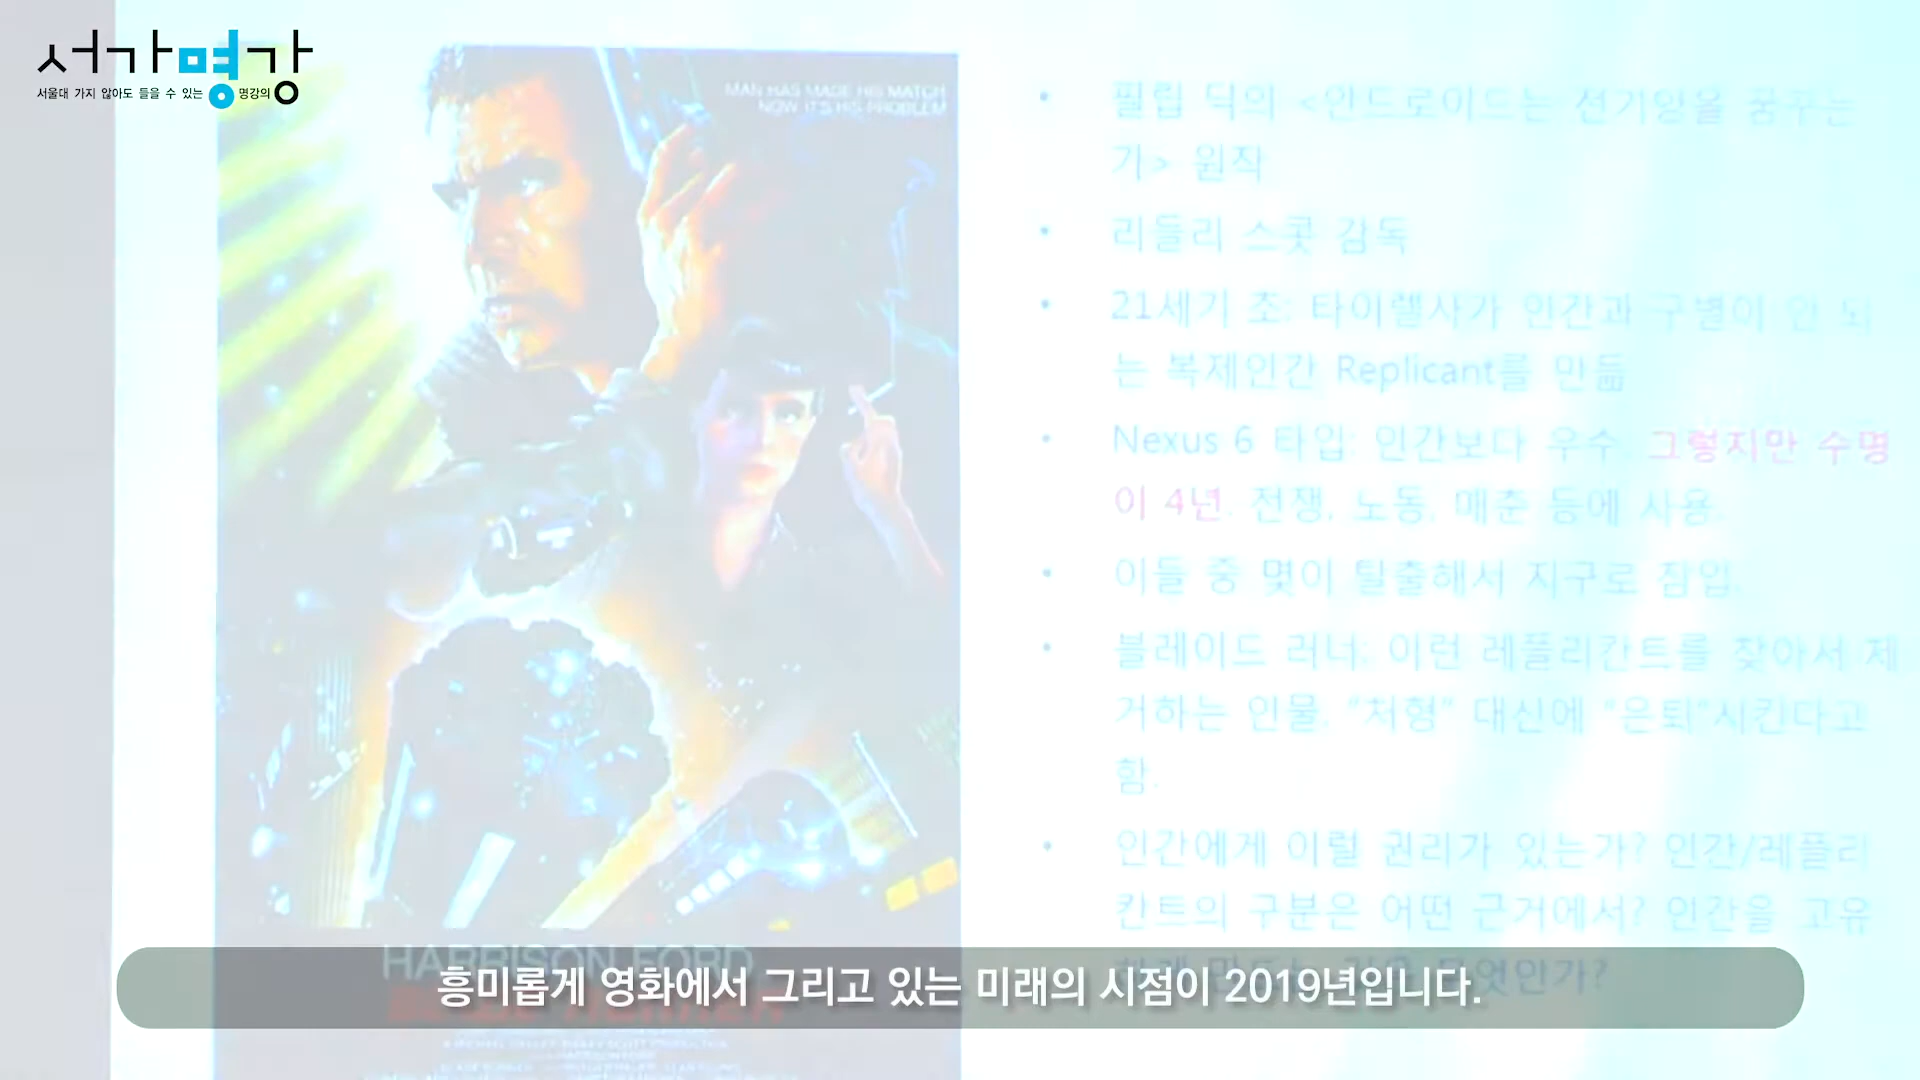 서가명강
서울대 가지 않아도 들을 수 있는 명강의
MAN HAS MADE HIS MATCH
NOW IT'S HIS PROBLEM
• 필립 딕의 <안드로이드는 전기양을 꿈꾸는
가> 원작
• 리들리 스콧 감독
• 21세기 초: 타이렐사가 인간과 구별이 안 되
는 복제인간 Replicant를 만듦
• Nexus 6 타입: 인간보다 우수. 그렇지만 수명
이 4년. 전쟁, 노동, 매춘 등에 사용.
• 이들 중 몇이 탈출해서 지구로 잠입.
• 블레이드 러너: 이런 레플리칸트를 찾아서 제
거하는 인물. "처형" 대신에 "은퇴"시킨다고
함.
• 인간에게 이럴 권리가 있는가? 인간/레플리
칸트의 구분은 어떤 근거에서? 인간을 고유
무엇인가?
HARRISON FORD
흥미롭게 영화에서 그리고 있는 미래의 시점이 2019년입니다.